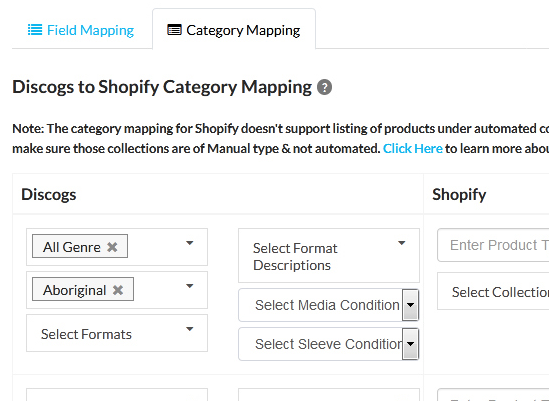 Field Mapping
Category Mapping
Discogs to Shopify Category Mapping ?
Note: The category mapping for Shopify doesn't support listing of products under automated
make sure those collections are of Manual type & not automated. Click Here to learn more
Discogs
Shopify
All Genre ✖
Select Format
Descriptions
Enter Product
Aboriginal ✖
Select Media Condition
Select
Select Formats
Select Sleeve Condition